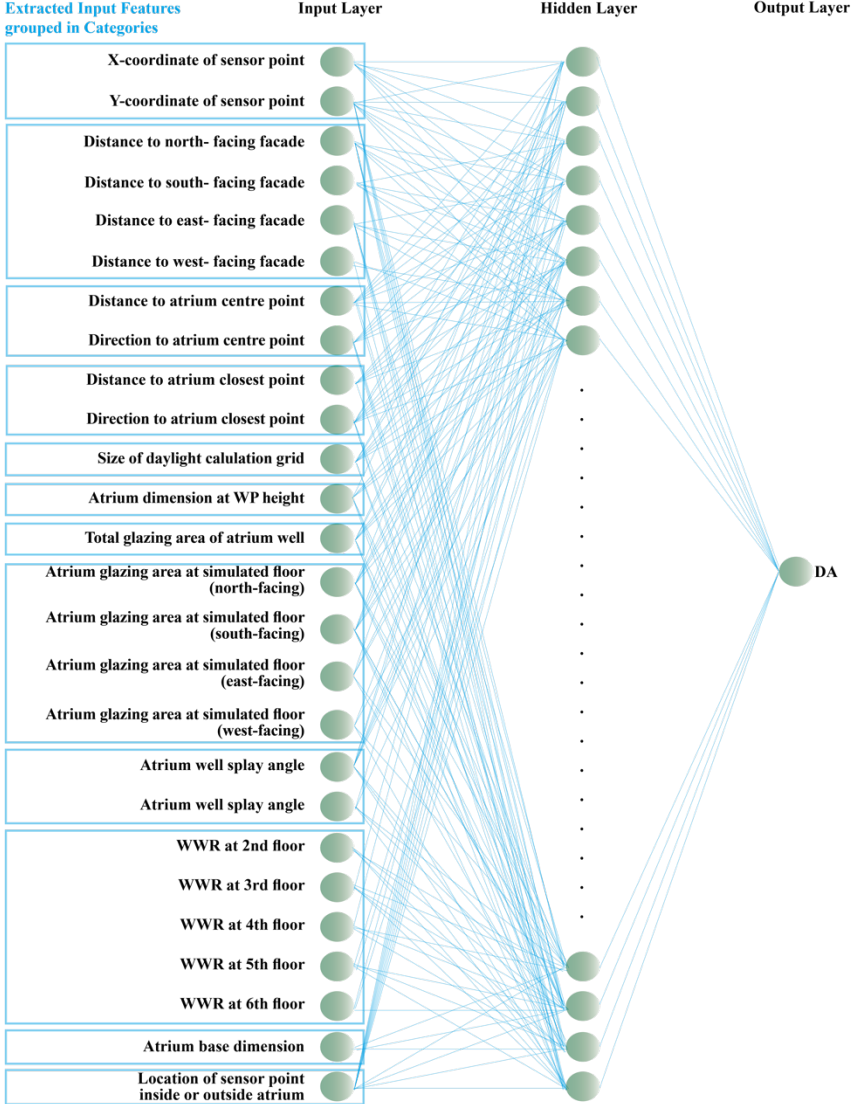 Extracted Input Features
grouped in Categories
Input Layer
Hidden Layer
Output Layer
X-coordinate of sensor point
Y-coordinate of sensor point
Distance to north- facing facade
Distance to south- facing facade
Distance to east- facing facade
Distance to west- facing facade
Distance to atrium centre point
Direction to atrium centre point
Distance to atrium closest point
Direction to atrium closest point
Size of daylight calulation grid
Atrium dimension at WP height
Total glazing area of atrium well
Atrium glazing area at simulated floor
(north-facing)
Atrium glazing area at simulated floor
(south-facing)
Atrium glazing area at simulated floor
(east-facing)
Atrium glazing area at simulated floor
(west-facing)
Atrium well splay angle
Atrium well splay angle
WWR at 2nd floor
WWR at 3rd floor
WWR at 4th floor
WWR at 5th floor
WWR at 6th floor
Atrium base dimension
Location of sensor point
inside or outside atrium
DA